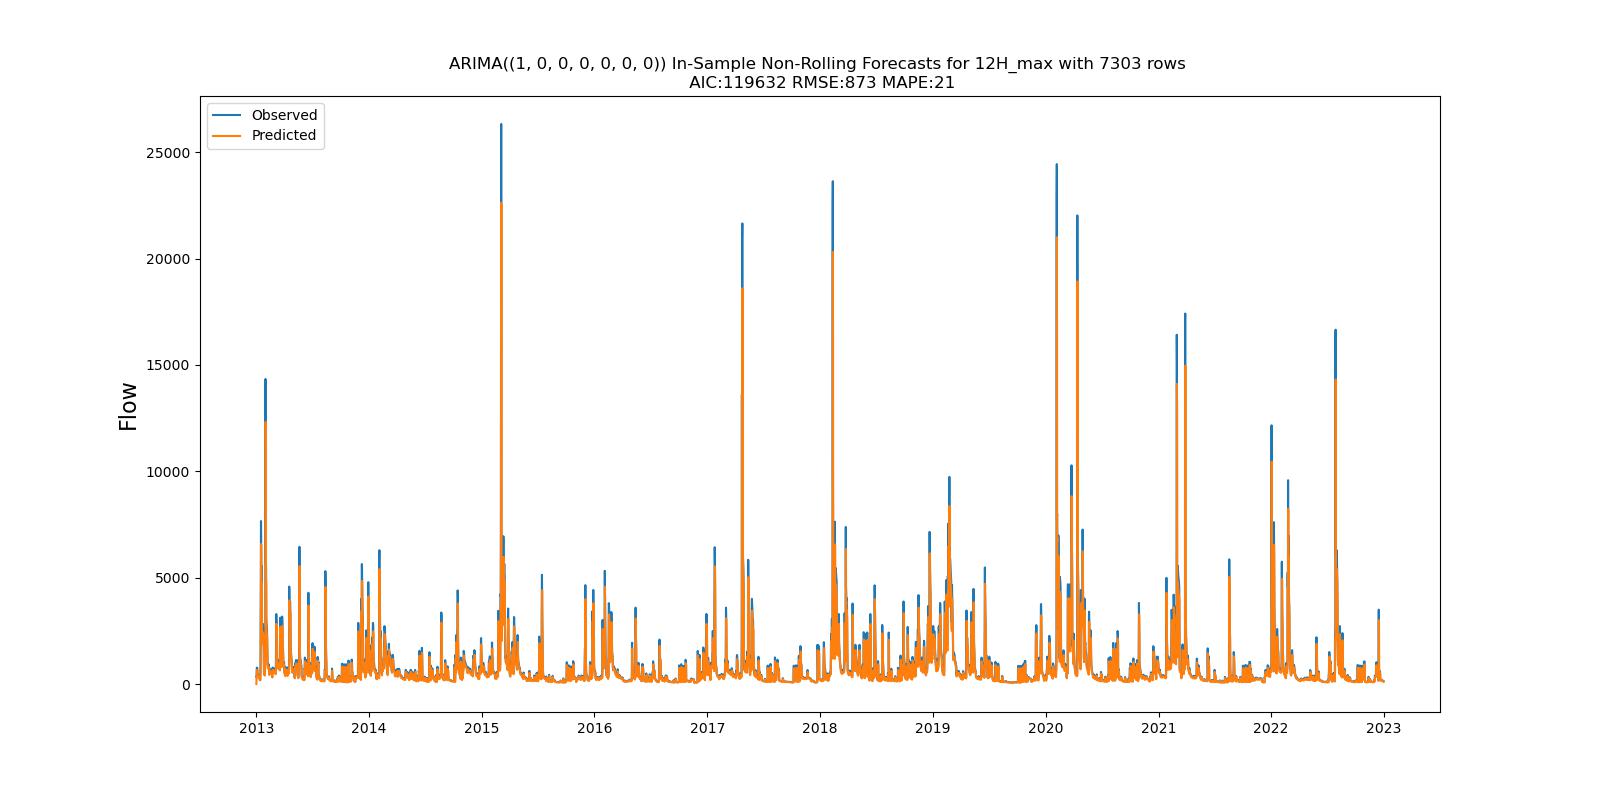 ARIMA((1, 0, 0, 0, 0, 0, 0)) In-Sample Non-Rolling Forecasts for 12H_max with 7303 rows
AIC:119632 RMSE:873 MAPE:21
Observed
Predicted
25000
20000
15000
10000
5000
0
Flow
2013 2014 2015 2016 2017 2018 2019 2020 2021 2022 2023